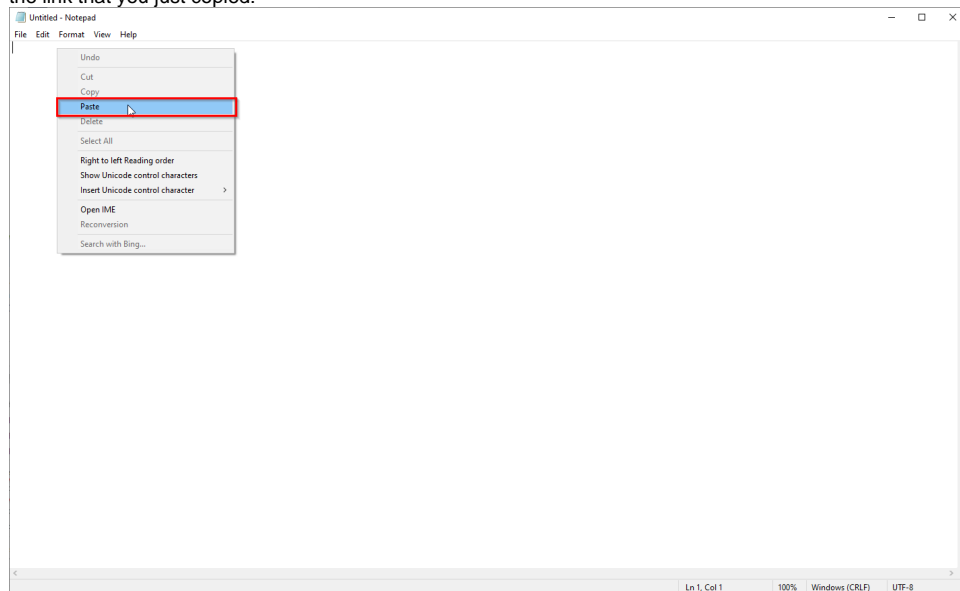 the link that you just copied.
Untitled - Notepad
File Edit Format View Help
Undo
Cut
Copy
Paste
Delete
Select All
Right to left Reading order
Show Unicode control characters
Insert Unicode control character >
Open IME
Reconversion
Search with Bing...
Ln 1, Col 1 100% Windows (CRLF) UTF-8